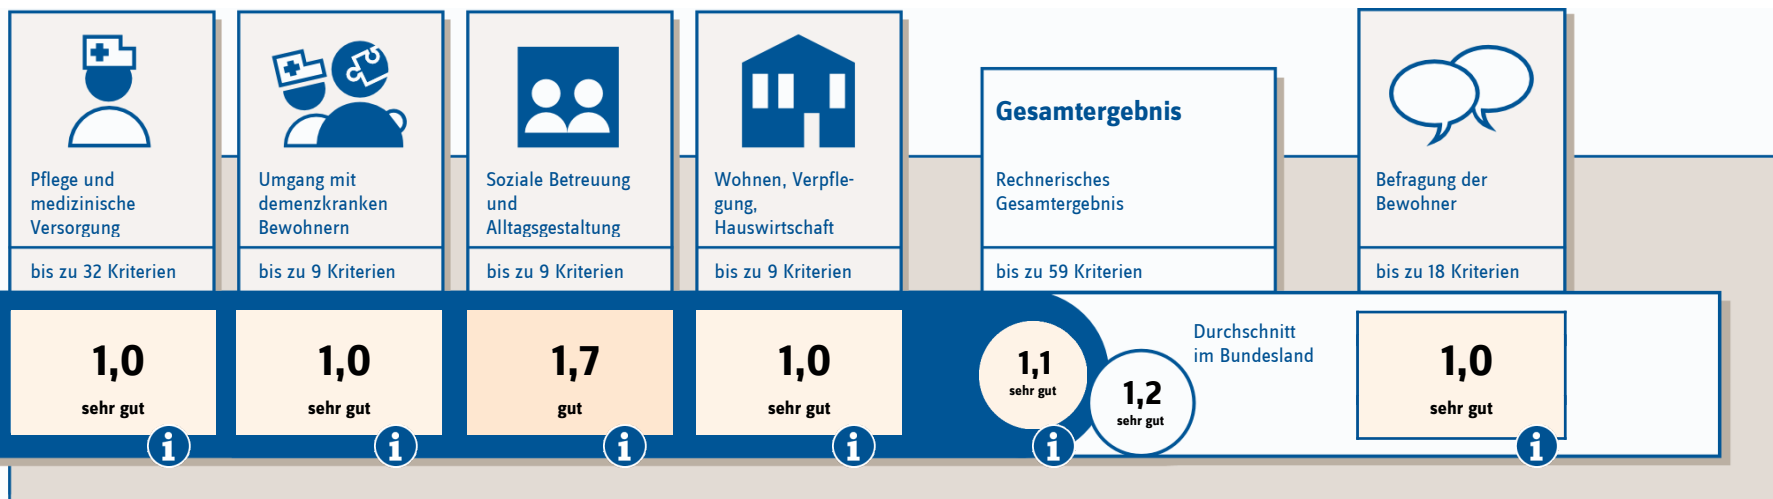 Pflege und
medizinische
Versorgung
bis zu 32 Kriterien
1,0
sehr gut
i
Umgang mit
demenzkranken
Bewohnern
bis zu 9 Kriterien
1,0
sehr gut
i
Soziale Betreuung
und
Alltagsgestaltung
bis zu 9 Kriterien
1,7
gut
i
Wohnen, Verpfle-
gung,
Hauswirtschaft
bis zu 9 Kriterien
1,0
sehr gut
i
Gesamtergebnis
Rechnerisches
Gesamtergebnis
bis zu 59 Kriterien
1,1
sehr gut
i
1,2
sehr gut
Durchschnitt
im Bundesland
Befragung der
Bewohner
bis zu 18 Kriterien
1,0
sehr gut
i